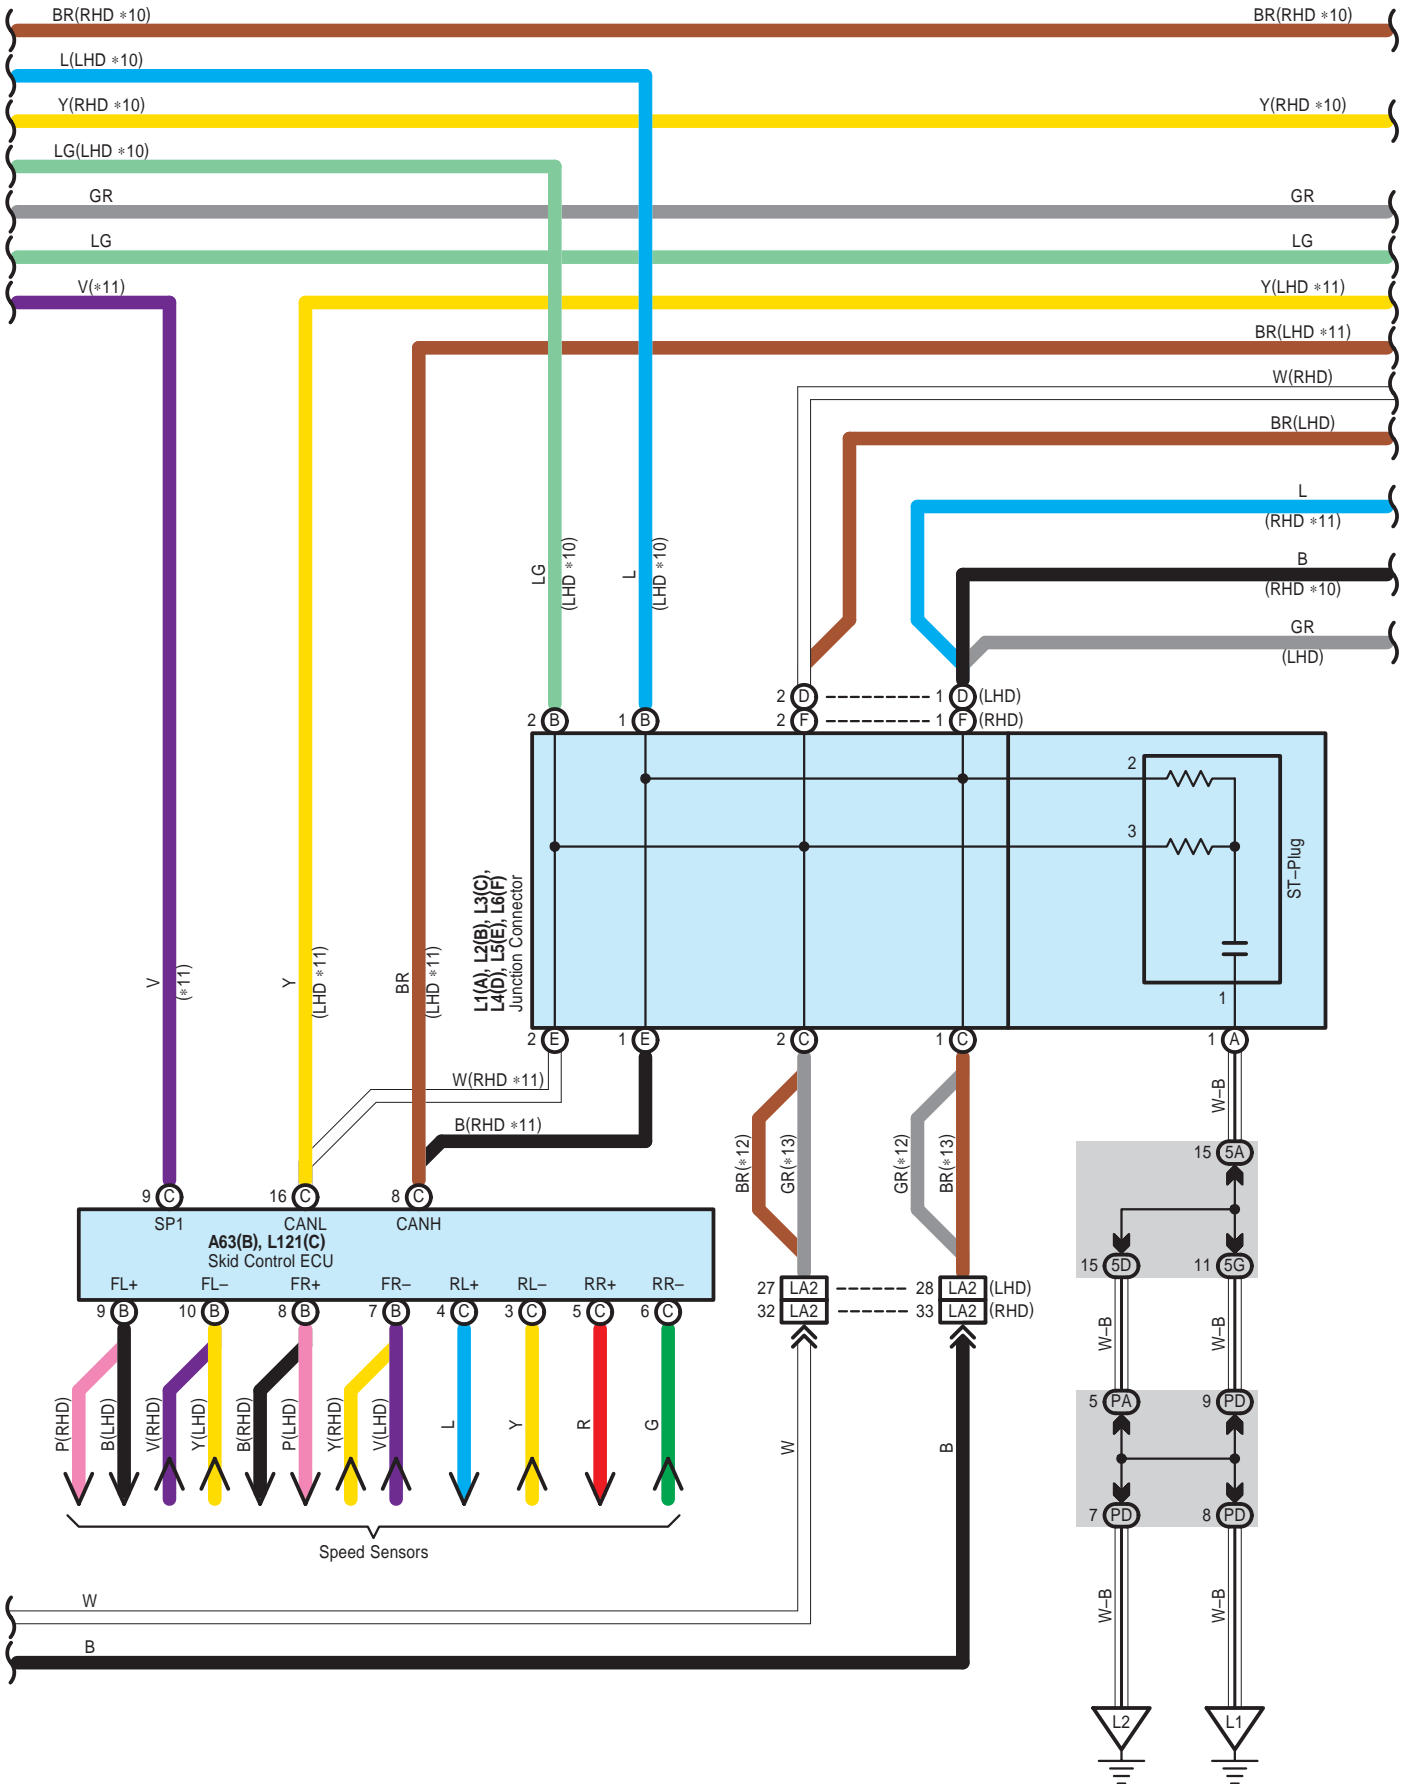 BR(RHD *10) BR(RHD *10)
L(LHD *10)
Y(RHD *10) Y(RHD *10)
LG(LHD *10)
GR GR
LG LG
V(*11) Y(LHD *11)
BR(LHD *11)
W(RHD)
BR(LHD)
L
(RHD *11)
B
(RHD *10)
GR
(LHD)
LG
(LHD *10)
L
(LHD *10)
2 D 1 D (LHD)
2 B 1 B 2 F 1 F (RHD)
2
3
ST–Plug
1
L1(A), L2(B), L3(C),
L4(D), L5(E), L6(F)
Junction Connector
V
(*11)
Y
(LHD *11)
BR
(LHD *11)
2 E 1 E 2 C 1 C 1 A
W(RHD *11)
B(RHD *11)
BR(*12)
GR(*13)
GR(*12)
BR(*13)
W–B
15 5A
9 C 16 C 8 C
SP1 CANL CANH
A63(B), L121(C)
Skid Control ECU
FL+ FL– FR+ FR– RL+ RL– RR+ RR–
9 B 10 B 8 B 7 B 4 C 3 C 5 C 6 C
15 5D 11 5G
27 LA2 28 LA2 (LHD)
32 LA2 33 LA2 (RHD)
W–B
W–B
5 PA 9 PD
P(RHD)
B(LHD)
V(RHD)
Y(LHD)
B(RHD)
P(LHD)
Y(RHD)
V(LHD)
L
Y
R
G
W
B
7 PD 8 PD
Speed Sensors
W
B
W–B
W–B
L2 L1